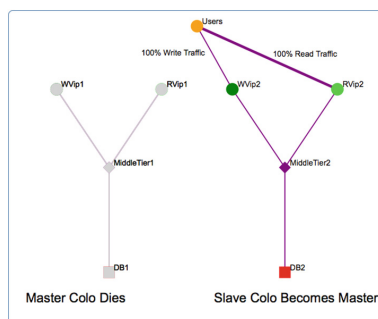 Users
100% Write Traffic
100% Read Traffic
WVip1
RVip1
WVip2
RVip2
MiddleTier1
MiddleTier2
DB1
DB2
Master Colo Dies
Slave Colo Becomes Master